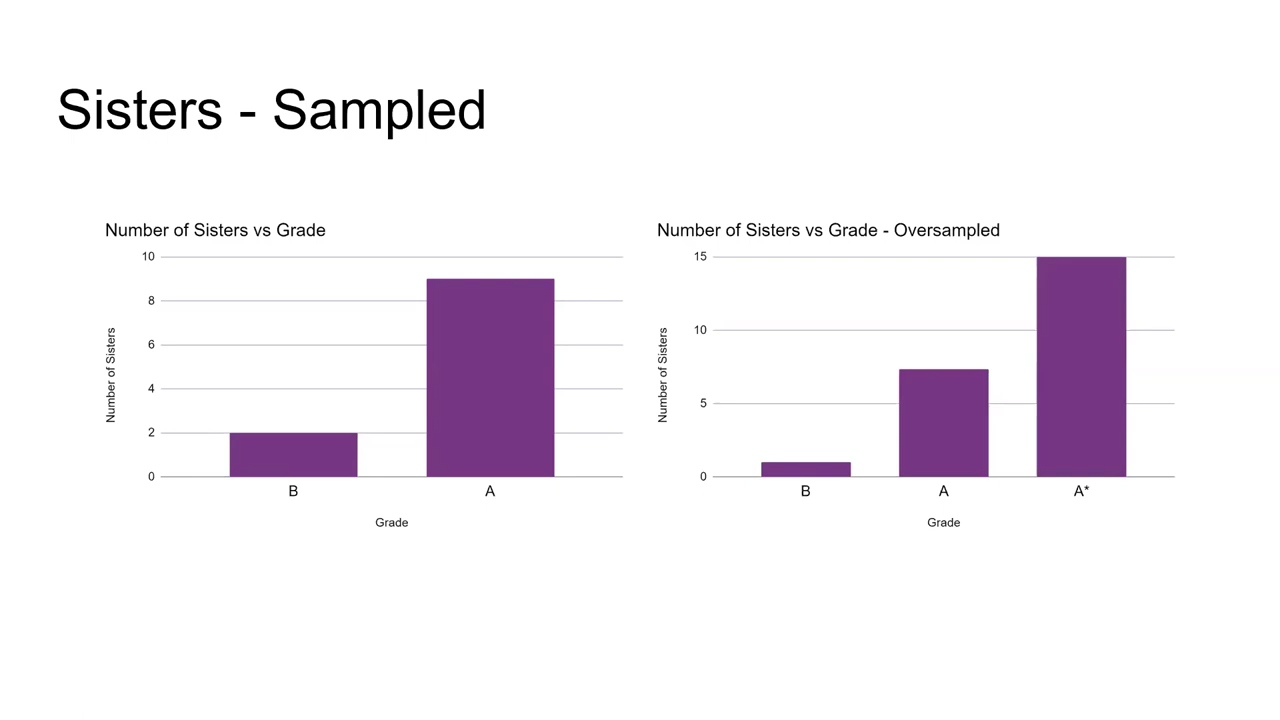 Sisters - Sampled
Number of Sisters vs Grade
10
8
6
4
2
0
Number of Sisters
B A
Grade
Number of Sisters vs Grade - Oversampled
15
10
5
0
Number of Sisters
B A A*
Grade